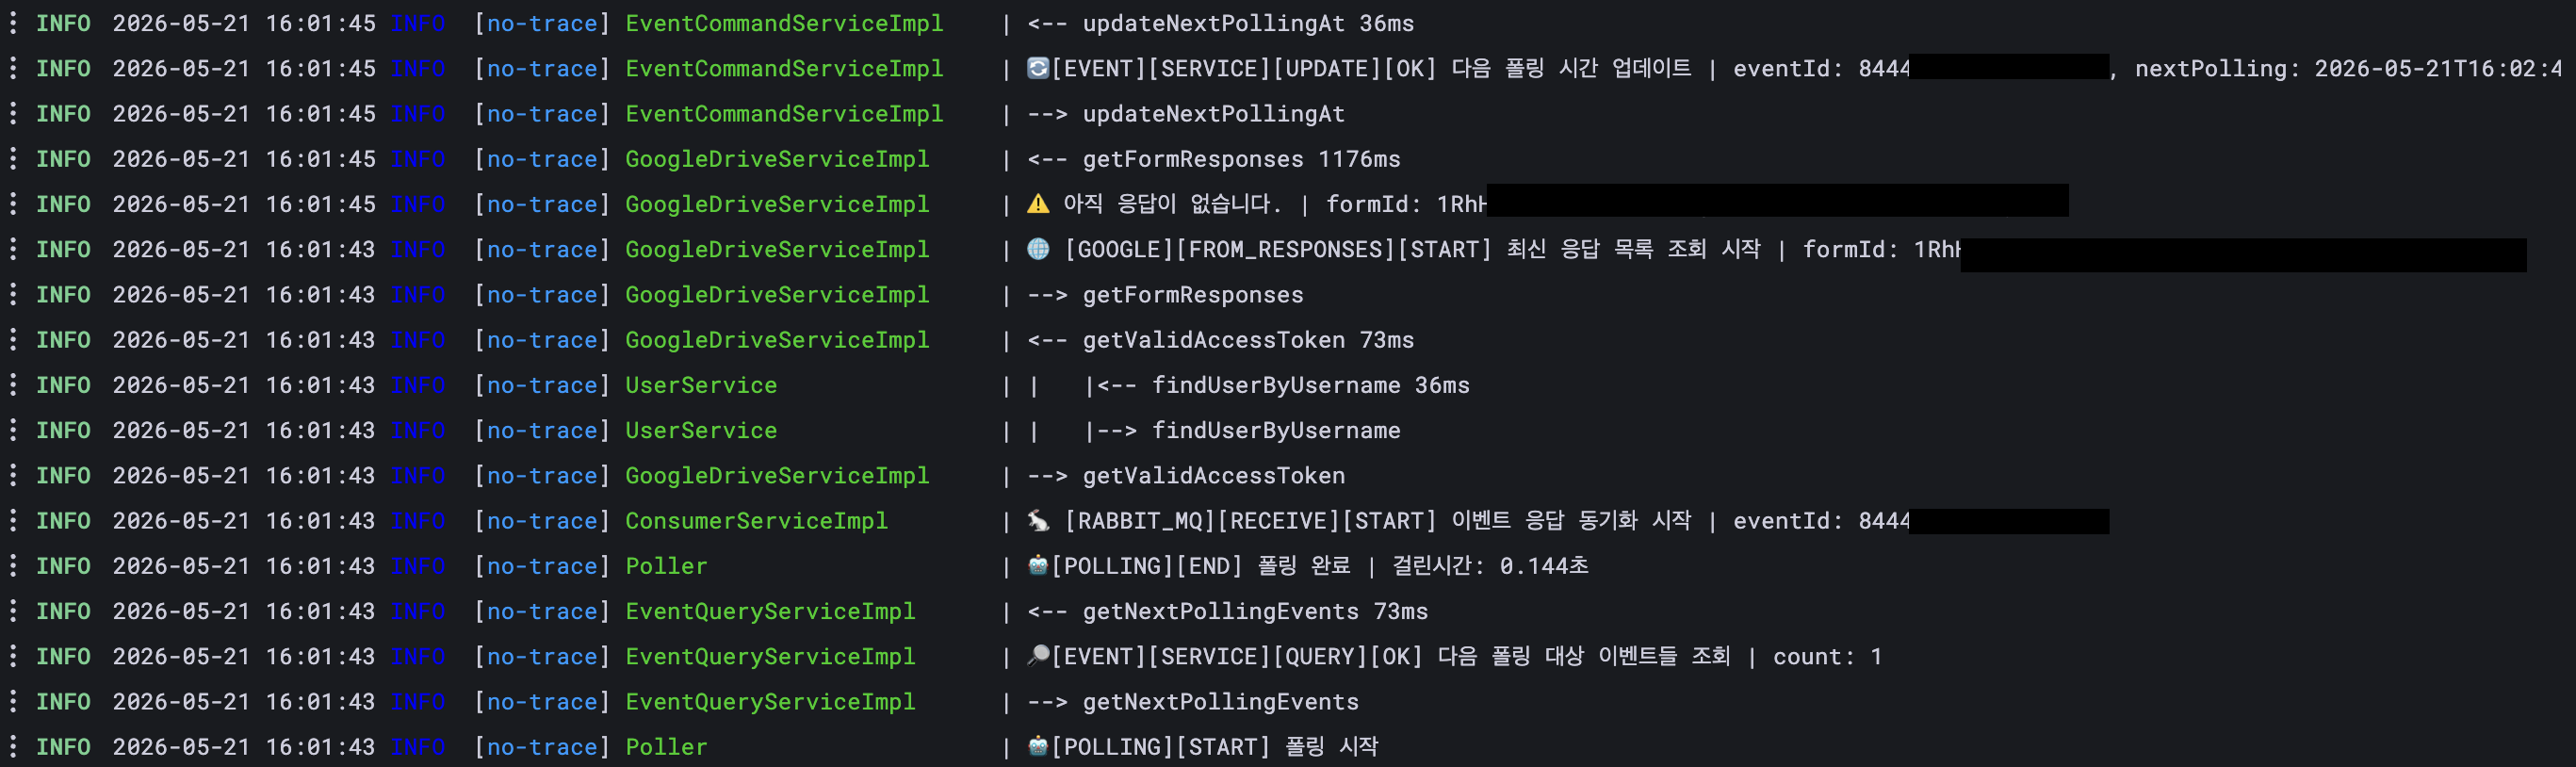 INFO 2026-05-21 16:01:45 INFO [no-trace] EventCommandServiceImpl | <-- updateNextPollingAt 36ms
INFO 2026-05-21 16:01:45 INFO [no-trace] EventCommandServiceImpl | 🔄[EVENT][SERVICE][UPDATE][OK] 다음 폴링 시간 업데이트 | eventId: 8444 , nextPolling: 2026-05-21T16:02:4
INFO 2026-05-21 16:01:45 INFO [no-trace] EventCommandServiceImpl | --> updateNextPollingAt
INFO 2026-05-21 16:01:45 INFO [no-trace] GoogleDriveServiceImpl | <-- getFormResponses 1176ms
INFO 2026-05-21 16:01:45 INFO [no-trace] GoogleDriveServiceImpl | ⚠️ 아직 응답이 없습니다. | formId: 1RhH
INFO 2026-05-21 16:01:43 INFO [no-trace] GoogleDriveServiceImpl | 🌐 [GOOGLE][FROM_RESPONSES][START] 최신 응답 목록 조회 시작 | formId: 1RhH
INFO 2026-05-21 16:01:43 INFO [no-trace] GoogleDriveServiceImpl | --> getFormResponses
INFO 2026-05-21 16:01:43 INFO [no-trace] GoogleDriveServiceImpl | <-- getValidAccessToken 73ms
INFO 2026-05-21 16:01:43 INFO [no-trace] UserService | | |<-- findUserByUsername 36ms
INFO 2026-05-21 16:01:43 INFO [no-trace] UserService | | |--> findUserByUsername
INFO 2026-05-21 16:01:43 INFO [no-trace] GoogleDriveServiceImpl | --> getValidAccessToken
INFO 2026-05-21 16:01:43 INFO [no-trace] ConsumerServiceImpl | 🐇 [RABBIT_MQ][RECEIVE][START] 이벤트 응답 동기화 시작 | eventId: 8444
INFO 2026-05-21 16:01:43 INFO [no-trace] Poller | 🤖[POLLING][END] 폴링 완료 | 걸린시간: 0.144초
INFO 2026-05-21 16:01:43 INFO [no-trace] EventQueryServiceImpl | <-- getNextPollingEvents 73ms
INFO 2026-05-21 16:01:43 INFO [no-trace] EventQueryServiceImpl | 🔎[EVENT][SERVICE][QUERY][OK] 다음 폴링 대상 이벤트들 조회 | count: 1
INFO 2026-05-21 16:01:43 INFO [no-trace] EventQueryServiceImpl | --> getNextPollingEvents
INFO 2026-05-21 16:01:43 INFO [no-trace] Poller | 🤖[POLLING][START] 폴링 시작